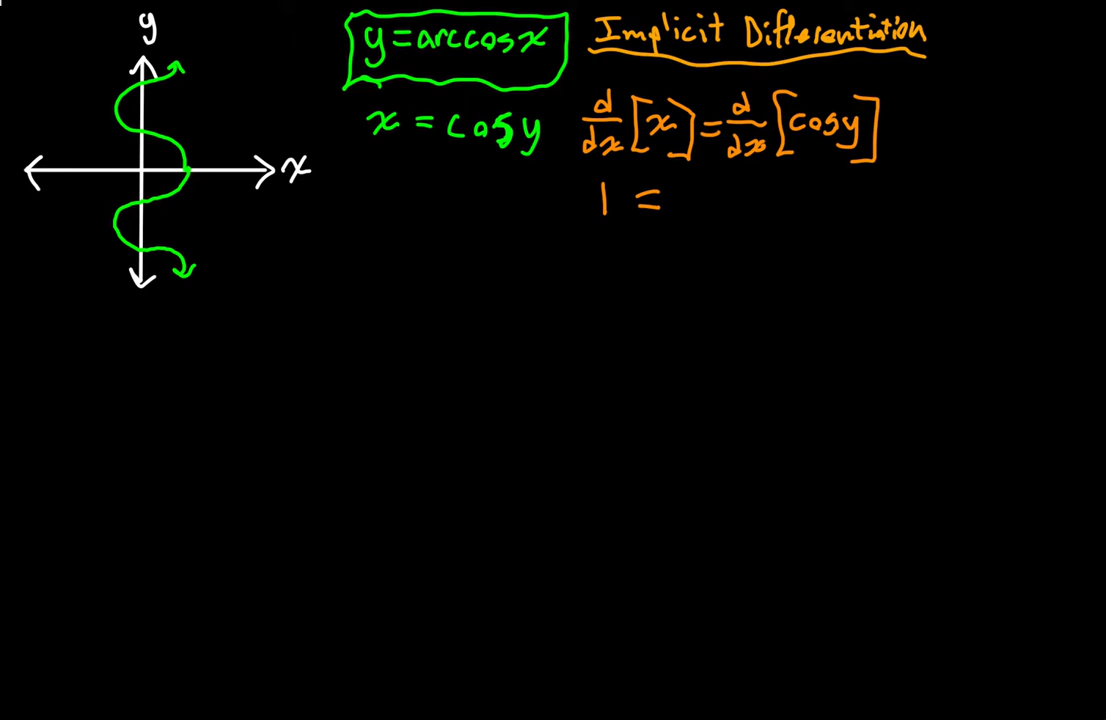 y
x
y = arccosx
x = cosy
Implicit Differentiation
d/dx [x] = d/dx [cosy]
1 =